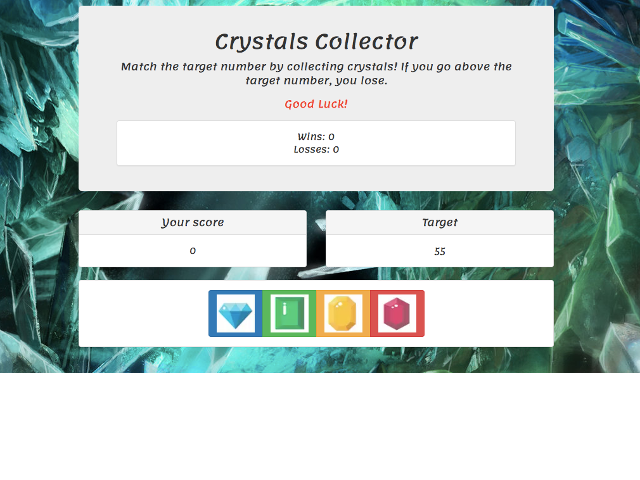 Crystals Collector
Match the target number by collecting crystals! If you go above the
target number, you lose.
Good Luck!
Wins: 0
Losses: 0
Your score
Target
0
55